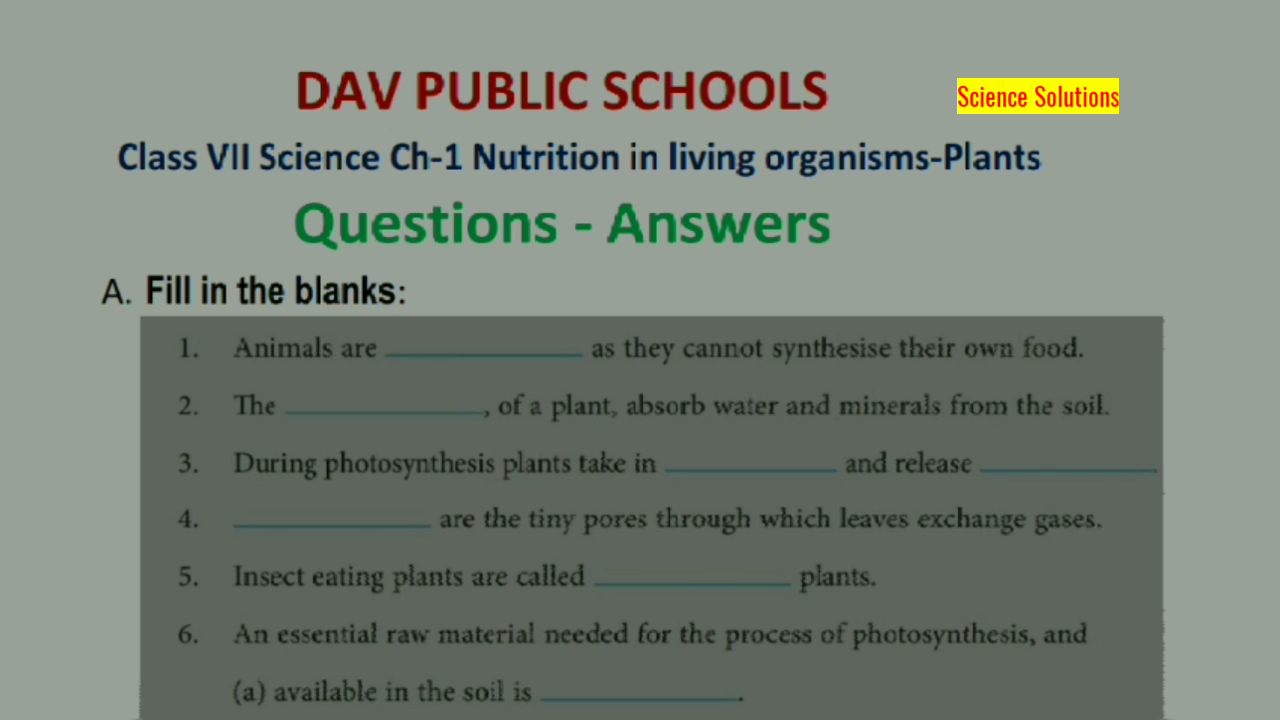 DAV PUBLIC SCHOOLS
Science Solutions
Class VII Science Ch-1 Nutrition in living organisms-Plants
Questions - Answers
A. Fill in the blanks:
1. Animals are ______________ as they cannot synthesise their own food.
2. The ______________, of a plant, absorb water and minerals from the soil.
3. During photosynthesis plants take in ____________ and release ____________.
4. ______________ are the tiny pores through which leaves exchange gases.
5. Insect eating plants are called ______________ plants.
6. An essential raw material needed for the process of photosynthesis, and
(a) available in the soil is ______________.